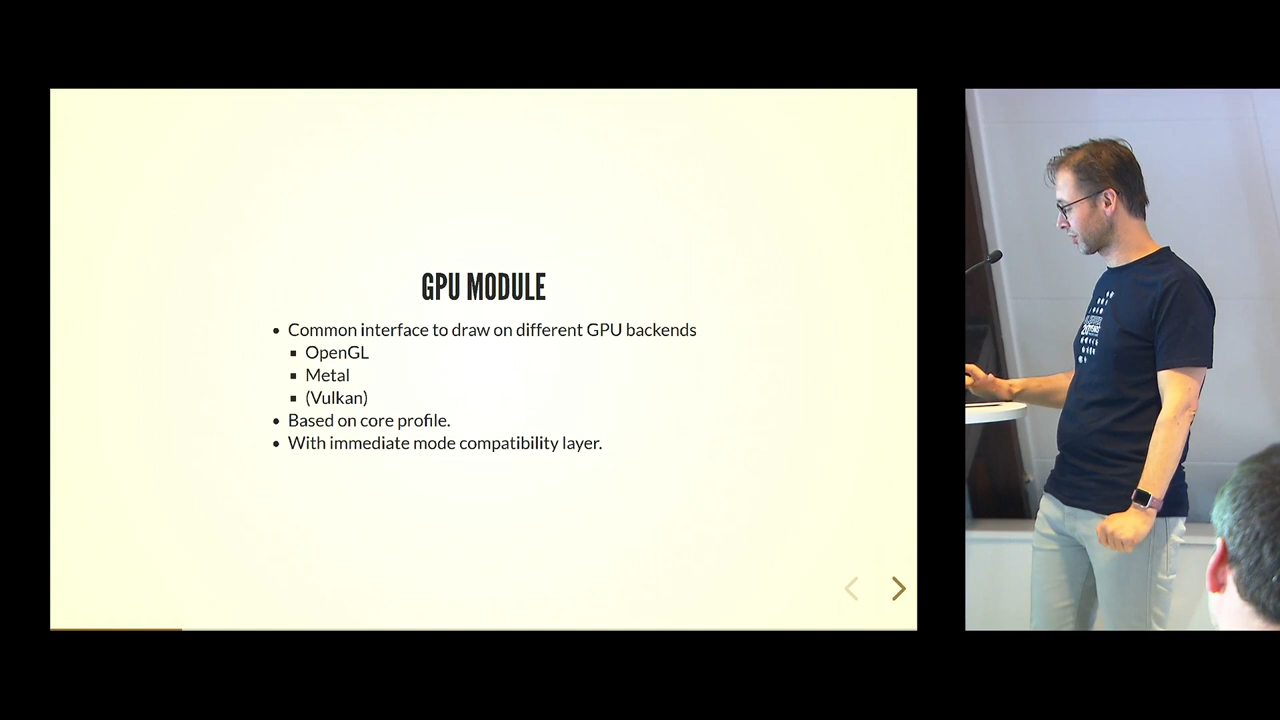 GPU MODULE
Common interface to draw on different GPU backends
OpenGL
Metal
(Vulkan)
Based on core profile.
With immediate mode compatibility layer.